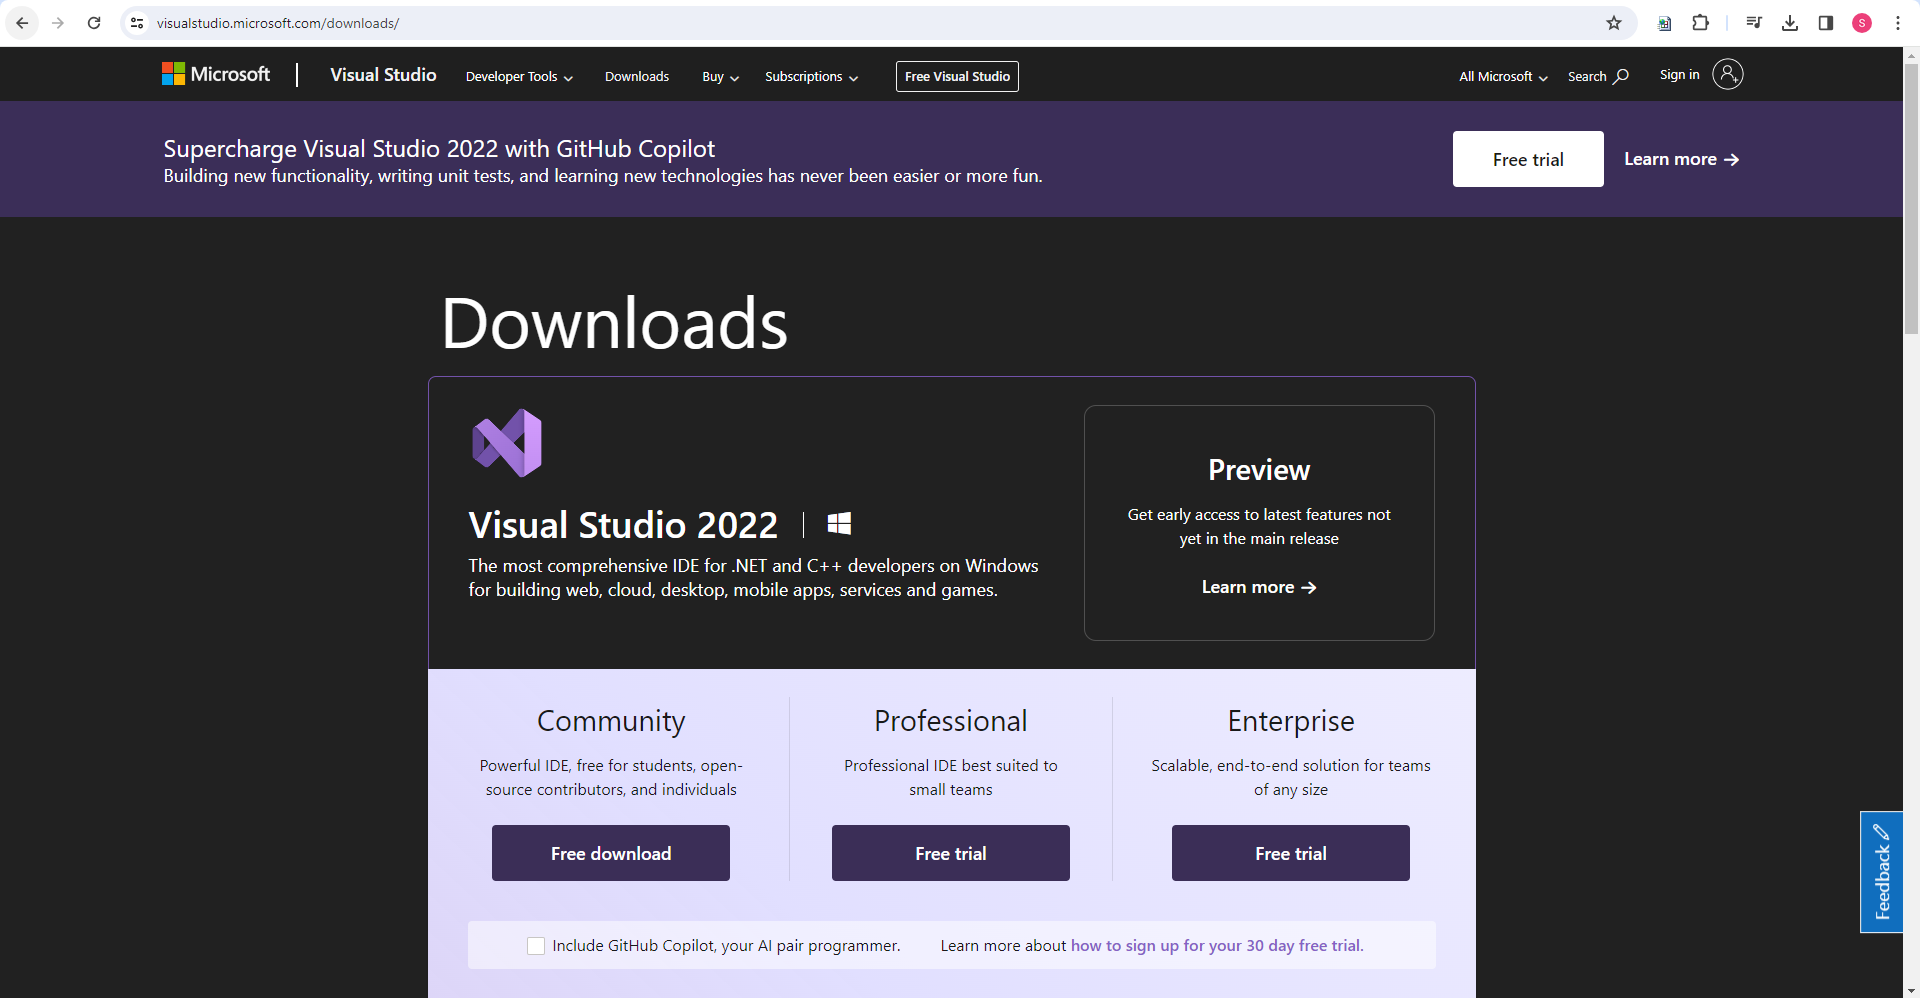 visualstudio.microsoft.com/downloads/
S
Microsoft
Visual Studio
Developer Tools
Downloads
Buy
Subscriptions
Free Visual Studio
All Microsoft
Search
Sign in
Supercharge Visual Studio 2022 with GitHub Copilot
Building new functionality, writing unit tests, and learning new technologies has never been easier or more fun.
Free trial
Learn more →
Downloads
Visual Studio 2022
The most comprehensive IDE for .NET and C++ developers on Windows
for building web, cloud, desktop, mobile apps, services and games.
Preview
Get early access to latest features not
yet in the main release
Learn more →
Community
Powerful IDE, free for students, open-
source contributors, and individuals
Free download
Professional
Professional IDE best suited to
small teams
Free trial
Enterprise
Scalable, end-to-end solution for teams
of any size
Free trial
Include GitHub Copilot, your AI pair programmer.
Learn more about how to sign up for your 30 day free trial.
Feedback